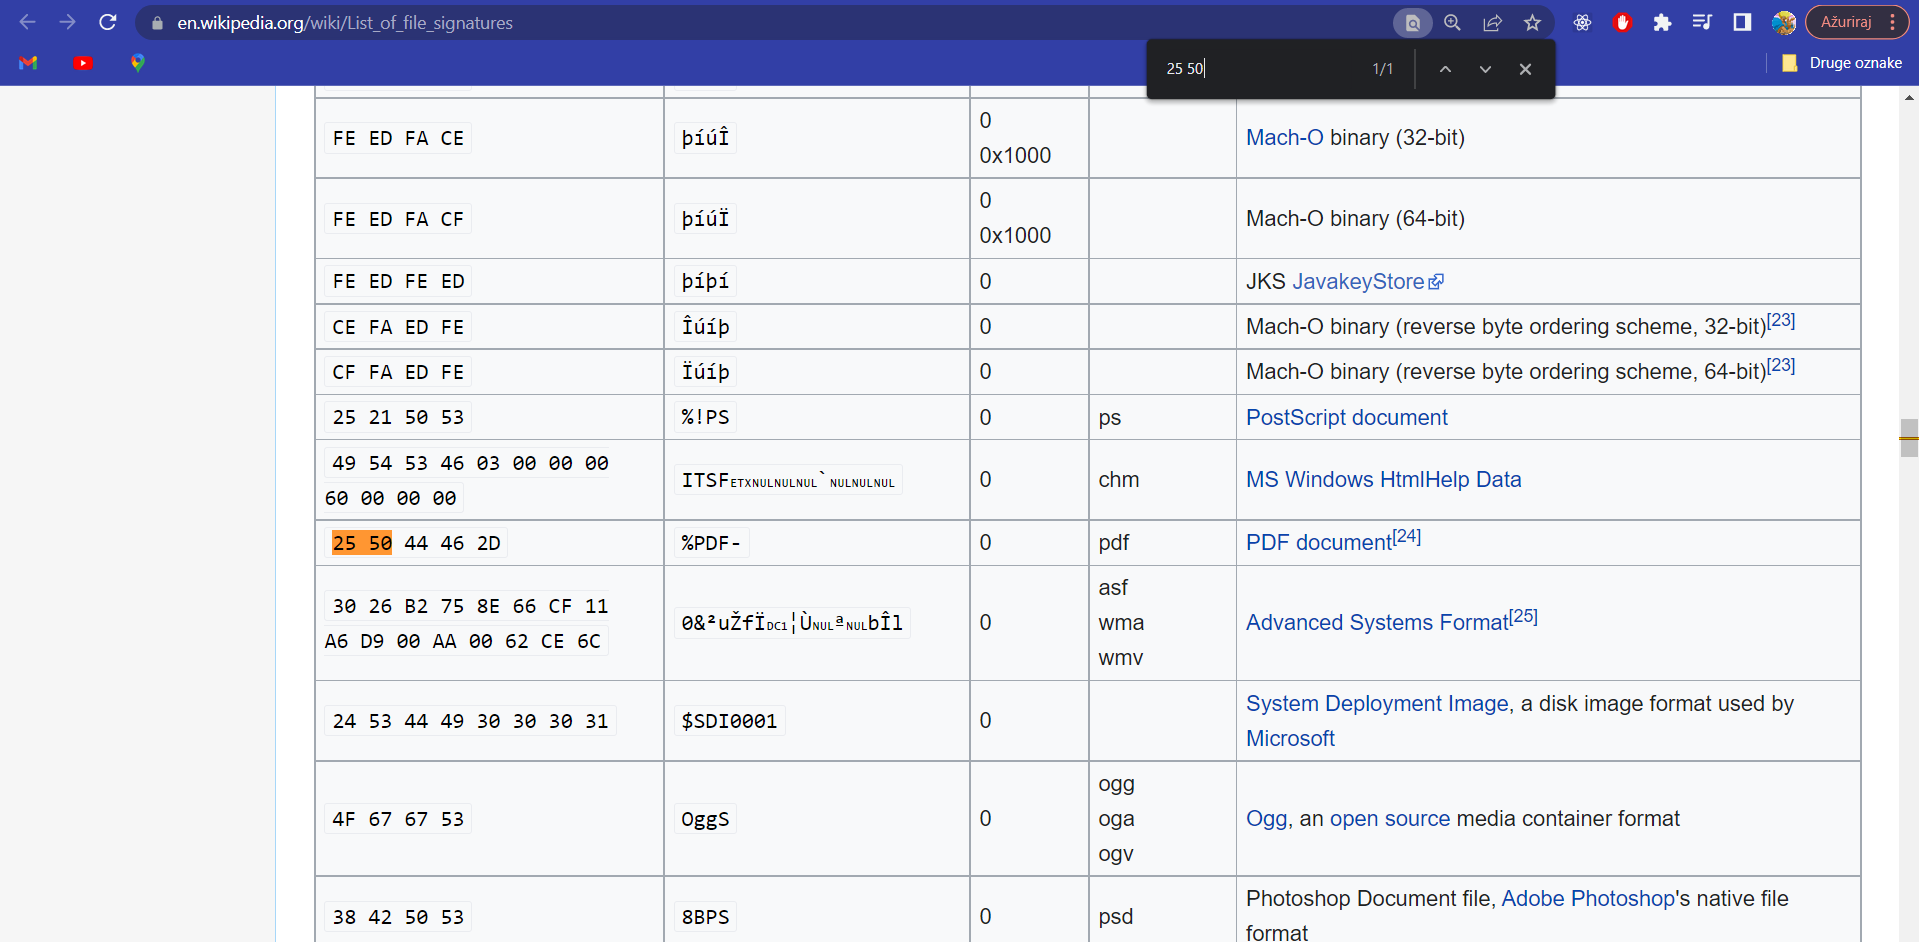 en.wikipedia.org/wiki/List_of_file_signatures
Ažuriraj
Druge oznake
25 50 1/1
FE ED FA CE þíúÎ 0 Mach-O binary (32-bit)
0x1000
FE ED FA CF þíúÏ 0 Mach-O binary (64-bit)
0x1000
FE ED FE ED þíþí 0 JKS JavakeyStore
CE FA ED FE Îúíþ 0 Mach-O binary (reverse byte ordering scheme, 32-bit)[23]
CF FA ED FE Ïúíþ 0 Mach-O binary (reverse byte ordering scheme, 64-bit)[23]
25 21 50 53 %!PS 0 ps PostScript document
49 54 53 46 03 00 00 00
60 00 00 00 ITSFETXNULNULNUL`NULNULNUL 0 chm MS Windows HtmlHelp Data
25 50 44 46 2D %PDF- 0 pdf PDF document[24]
30 26 B2 75 8E 66 CF 11
A6 D9 00 AA 00 62 CE 6C 0&²uŽfÏDC1¦ÙNULªNULbÎl 0 asf
wma Advanced Systems Format[25]
wmv
24 53 44 49 30 30 30 31 $SDI0001 0 System Deployment Image, a disk image format used by
Microsoft
ogg
4F 67 67 53 OggS 0 oga Ogg, an open source media container format
ogv
38 42 50 53 8BPS 0 psd Photoshop Document file, Adobe Photoshop's native file
format